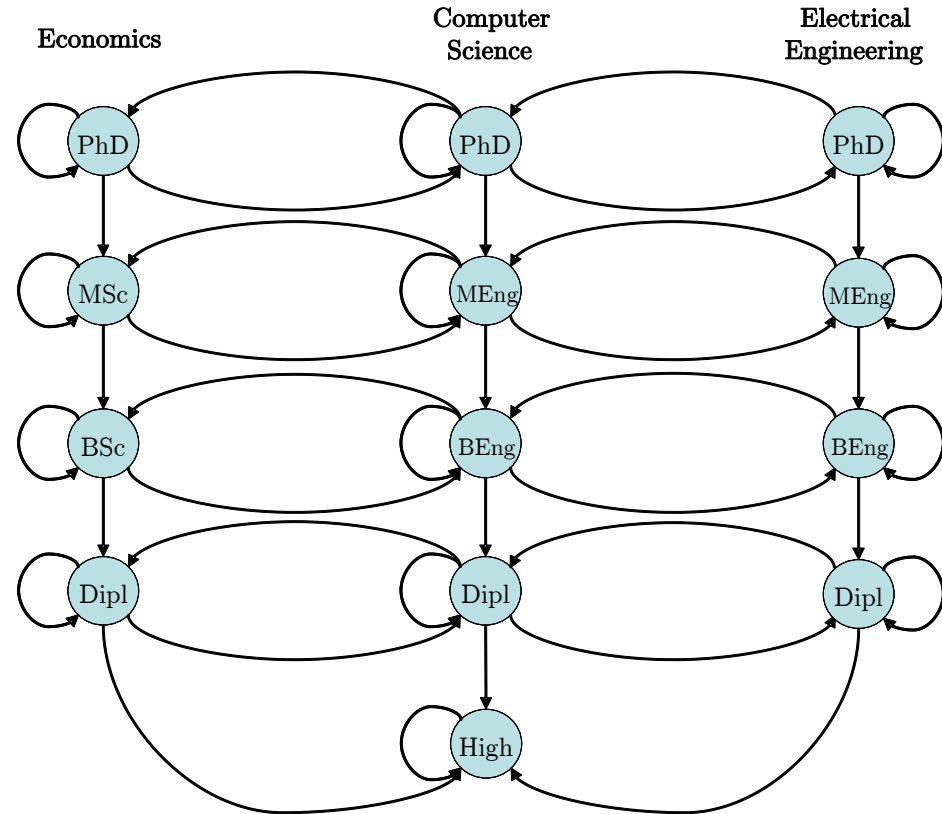 Economics
Computer
Science
Electrical
Engineering
PhD
PhD
PhD
MSc
MEng
MEng
BSc
BEng
BEng
Dipl
Dipl
Dipl
High